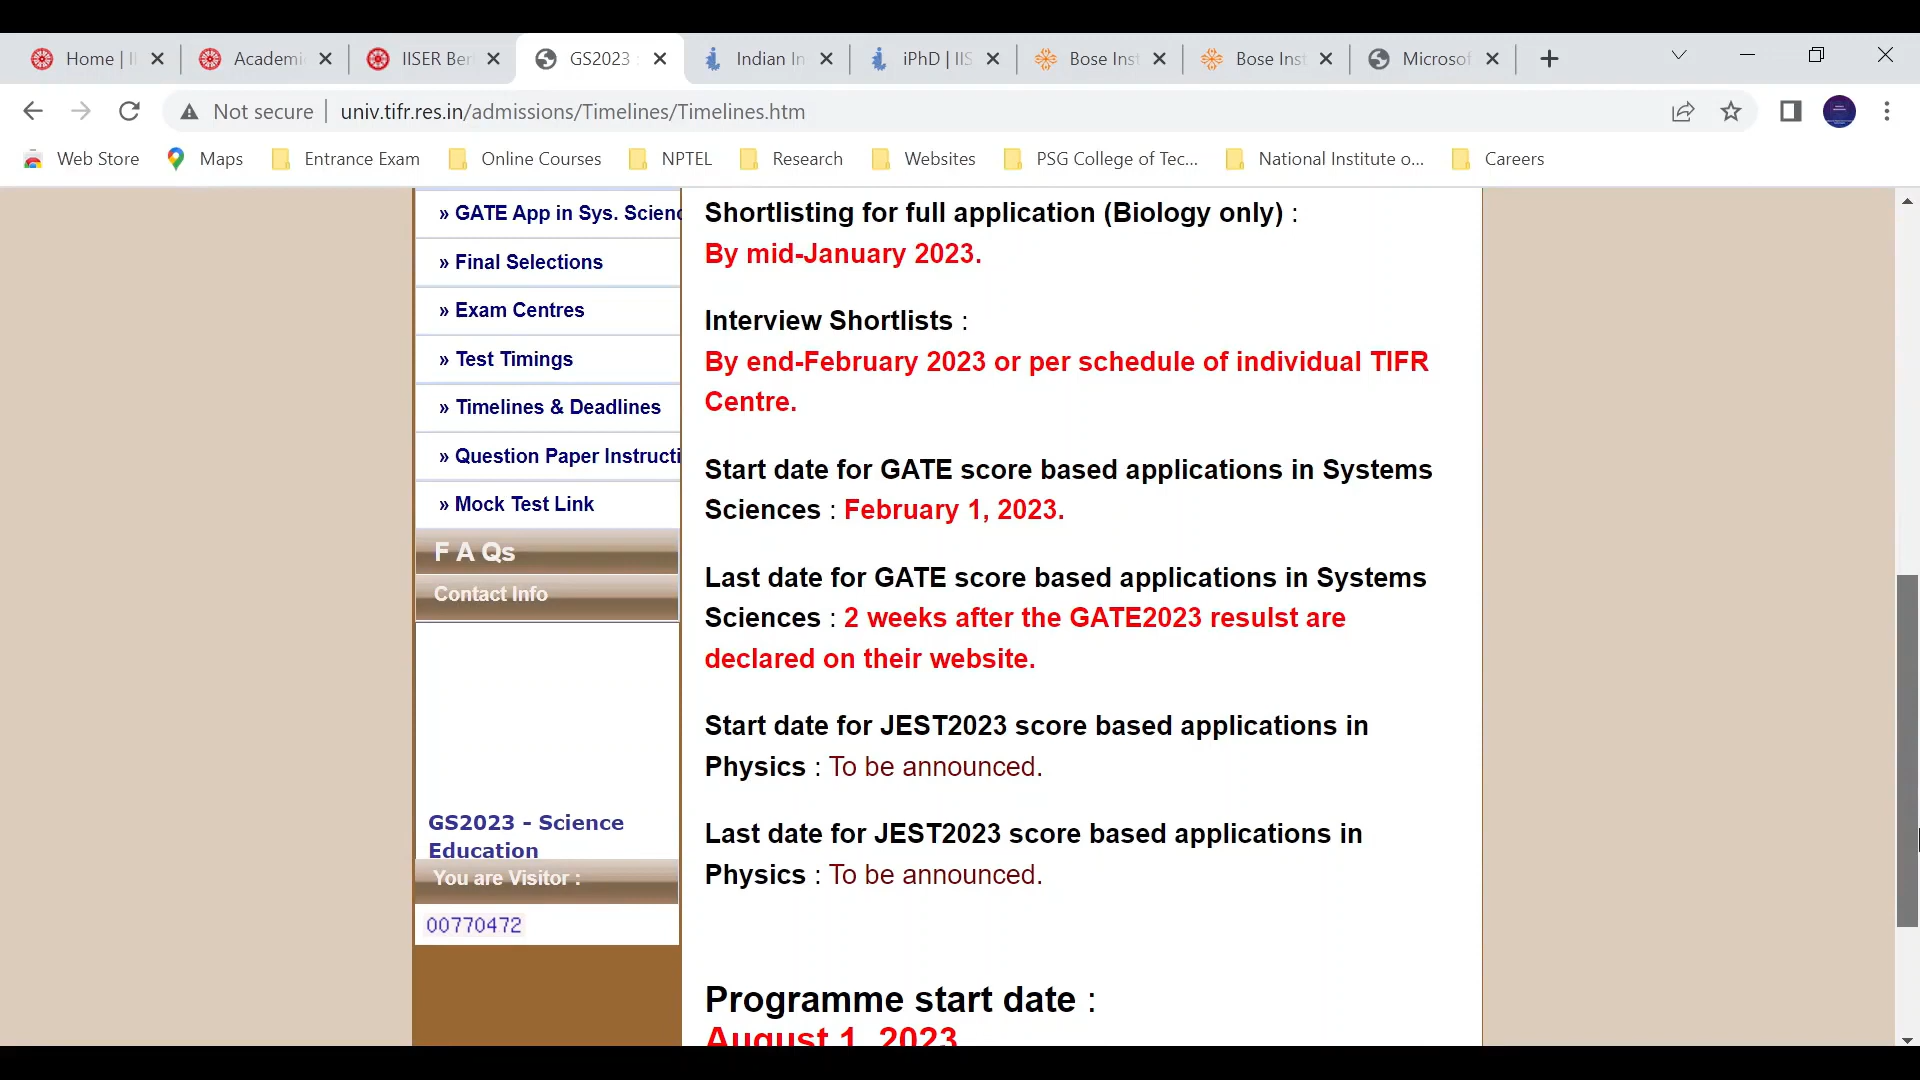 Home | I
Academi
IISER Ber
GS2023
Indian In
iPhD | IIS
Bose Inst
Bose Inst
Microsof
Not secure | univ.tifr.res.in/admissions/Timelines/Timelines.htm
Web Store Maps Entrance Exam Online Courses NPTEL Research Websites PSG College of Tec... National Institute o... Careers
» GATE App in Sys. Scienc
» Final Selections
» Exam Centres
» Test Timings
» Timelines & Deadlines
» Question Paper Instructi
» Mock Test Link
F A Qs
Contact Info
GS2023 - Science
Education
You are Visitor :
00770472
Shortlisting for full application (Biology only) :
By mid-January 2023.
Interview Shortlists :
By end-February 2023 or per schedule of individual TIFR
Centre.
Start date for GATE score based applications in Systems
Sciences : February 1, 2023.
Last date for GATE score based applications in Systems
Sciences : 2 weeks after the GATE2023 resulst are
declared on their website.
Start date for JEST2023 score based applications in
Physics : To be announced.
Last date for JEST2023 score based applications in
Physics : To be announced.
Programme start date :
August 1, 2023